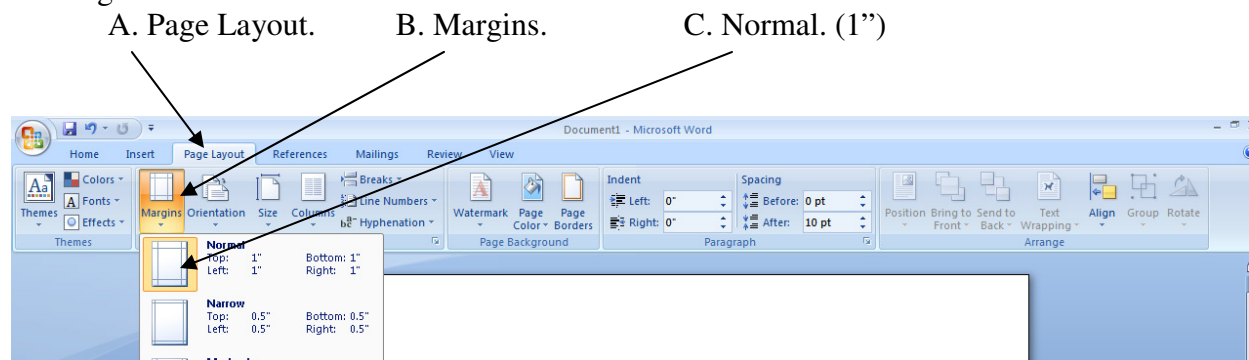 A. Page Layout. B. Margins. C. Normal. (1”)
Document1 - Microsoft Word
Home Insert Page Layout References Mailings Review View
Aa Colors Breaks Indent Spacing
A Fonts Line Numbers Left: 0" Before: 0 pt
Themes Effects Margins Orientation Size Columns Hyphenation Watermark Page Color Page Borders Right: 0" After: 10 pt Position Bring to Front Send to Back Text Wrapping Align Group Rotate
Themes Page Background Paragraph Arrange
Normal
Top: 1" Bottom: 1"
Left: 1" Right: 1"
Narrow
Top: 0.5" Bottom: 0.5"
Left: 0.5" Right: 0.5"